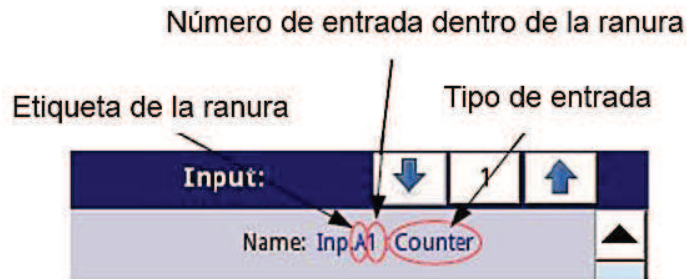 Número de entrada dentro de la ranura
Etiqueta de la ranura
Tipo de entrada
Input:
1
Name: Inp.A1 :Counter